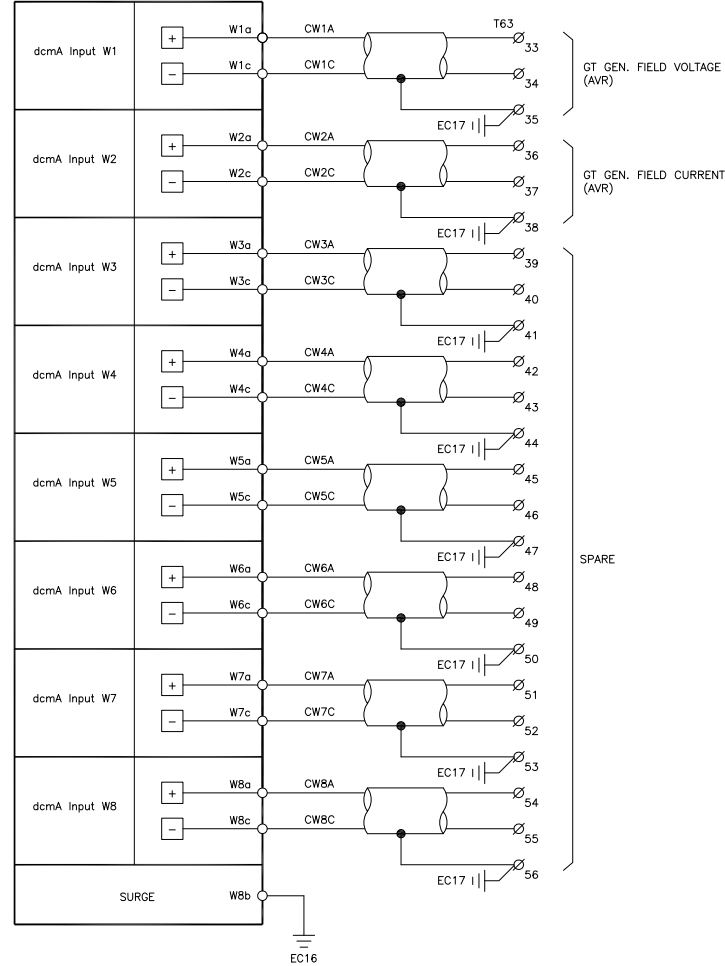 T63
W1a CW1A 33
dcmA Input W1 +
GT GEN. FIELD VOLTAGE
(AVR)
W1c CW1C 34
−
EC17 35
W2a CW2A 36
dcmA Input W2 +
GT GEN. FIELD CURRENT
(AVR)
W2c CW2C 37
−
EC17 38
W3a CW3A 39
dcmA Input W3 +
W3c CW3C 40
−
EC17 41
W4a CW4A 42
dcmA Input W4 +
W4c CW4C 43
−
EC17 44
W5a CW5A 45
dcmA Input W5 +
W5c CW5C 46
−
EC17 47
SPARE
W6a CW6A 48
dcmA Input W6 +
W6c CW6C 49
−
EC17 50
W7a CW7A 51
dcmA Input W7 +
W7c CW7C 52
−
EC17 53
W8a CW8A 54
dcmA Input W8 +
W8c CW8C 55
−
EC17 56
SURGE W8b
EC16